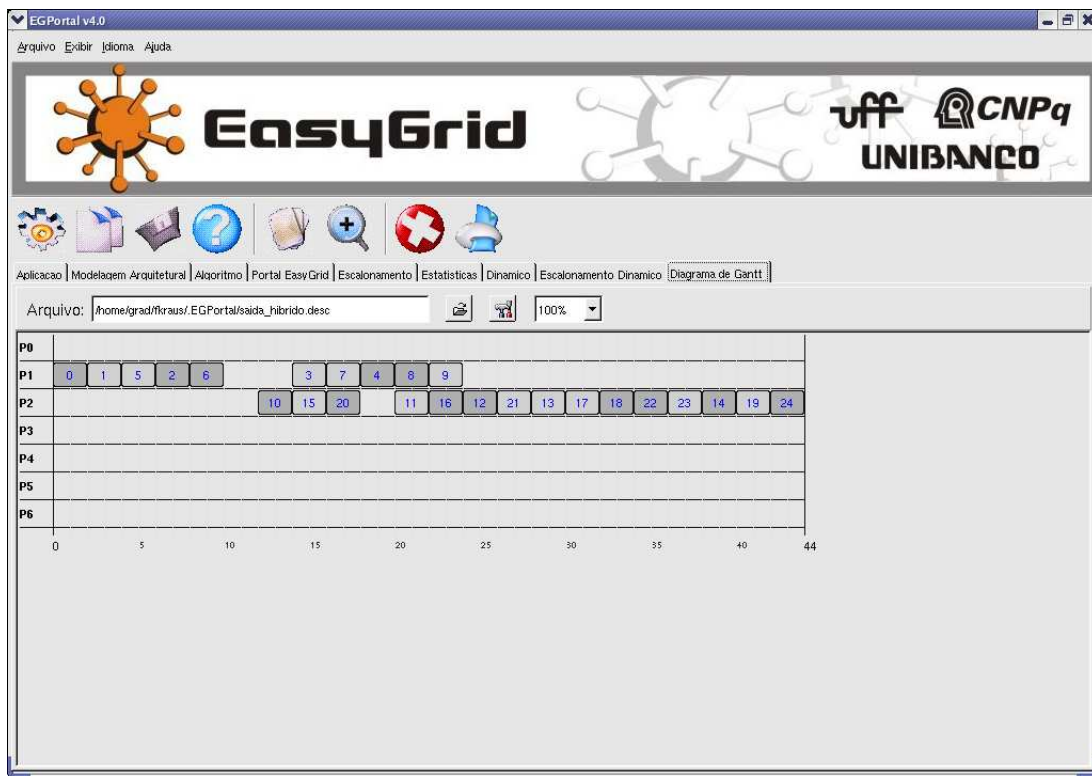 EGPortal v4.0
Arquivo Exibir Idioma Ajuda
EasyGrid
uff CNPq
UNIBANCO
Aplicacao Modelagem Arquitetural Algoritmo Portal EasyGrid Escalonamento Estatisticas Dinamico Escalonamento Dinamico Diagrama de Gantt
Arquivo: /home/grad/fkraus/.EGPortal/saida_hibrido.desc 100%
P0
P1 0 1 5 2 6 3 7 4 8 9
P2 10 15 20 11 16 12 21 13 17 18 22 23 14 19 24
P3
P4
P5
P6
0 5 10 15 20 25 30 35 40 44